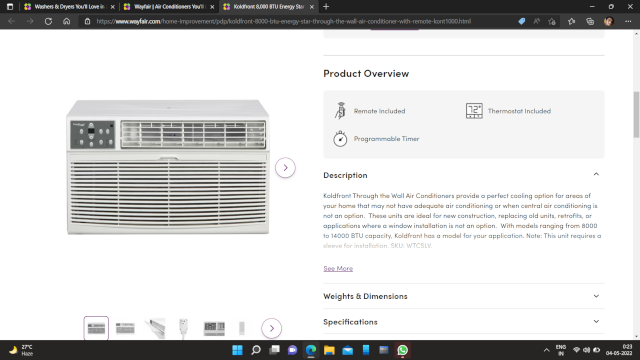 Washers & Dryers You'll Love in
Wayfair | Air Conditioners You'll
Koldfront 8,000 BTU Energy Star
https://www.wayfair.com/home-improvement/pdp/koldfront-8000-btu-energy-star-through-the-wall-air-conditioner-with-remote-kont1000.html
Product Overview
Remote Included
72°
Thermostat Included
Programmable Timer
Description
Koldfront Through the Wall Air Conditioners provide a perfect cooling option for areas of
your home that may not have adequate air conditioning or when central air conditioning is
not an option. These units are ideal for new construction, replacing old units, retrofits, or
applications where a window installation is not an option. With models ranging from 8000
to 14000 BTU capacity, Koldfront has a model for your application. Note: This unit requires a
sleeve for installation. SKU: WTCSLV.
See More
Weights & Dimensions
Specifications
27°C
Haze
ENG
IN
0:23
04-05-2023